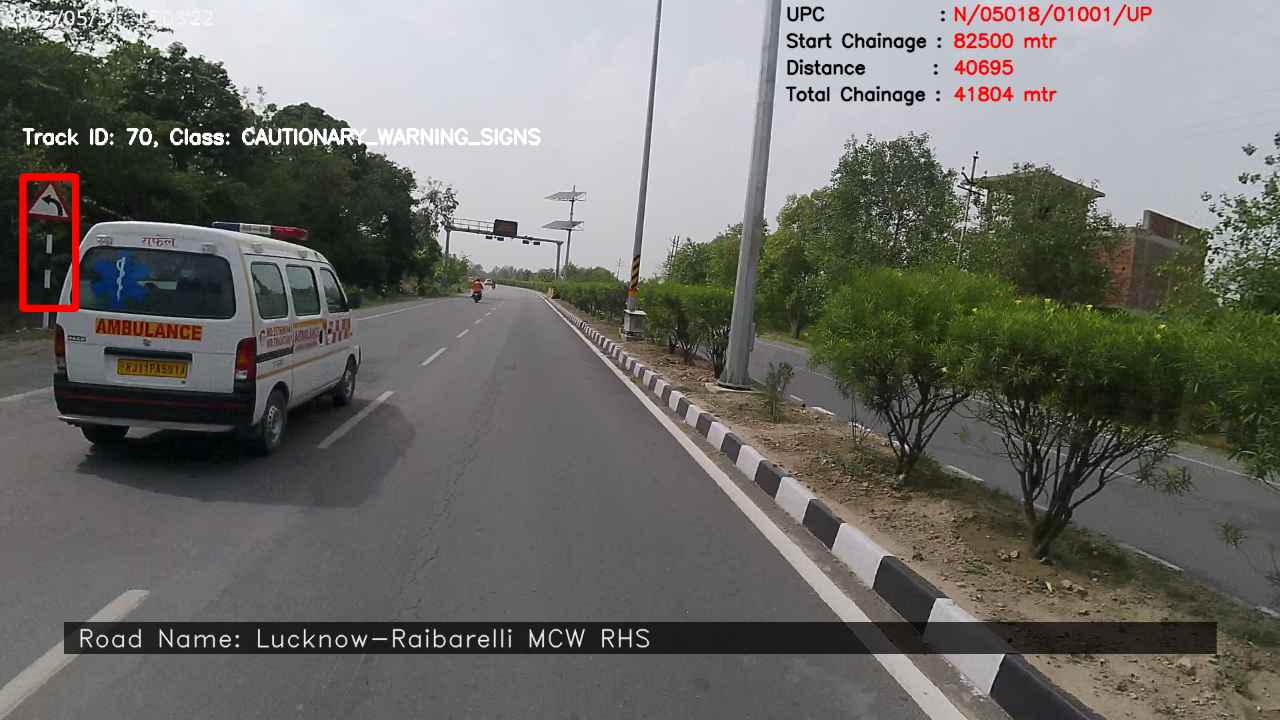 UPC : N/05018/01001/UP
Start Chainage : 82500 mtr
Distance : 40695
Total Chainage : 41804 mtr
Track ID: 70, Class: CAUTIONARY_WARNING_SIGNS
AMBULANCE
Road Name: Lucknow-Raibarelli MCW RHS